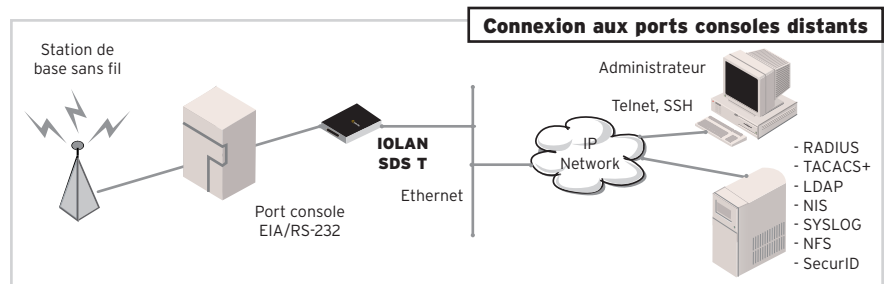 Connexion aux ports consoles distants
Station de
base sans fil
Port console
EIA/RS-232
IOLAN
SDS T
Ethernet
IP
Network
Administrateur
Telnet, SSH
- RADIUS
- TACACS+
- LDAP
- NIS
- SYSLOG
- NFS
- SecurID